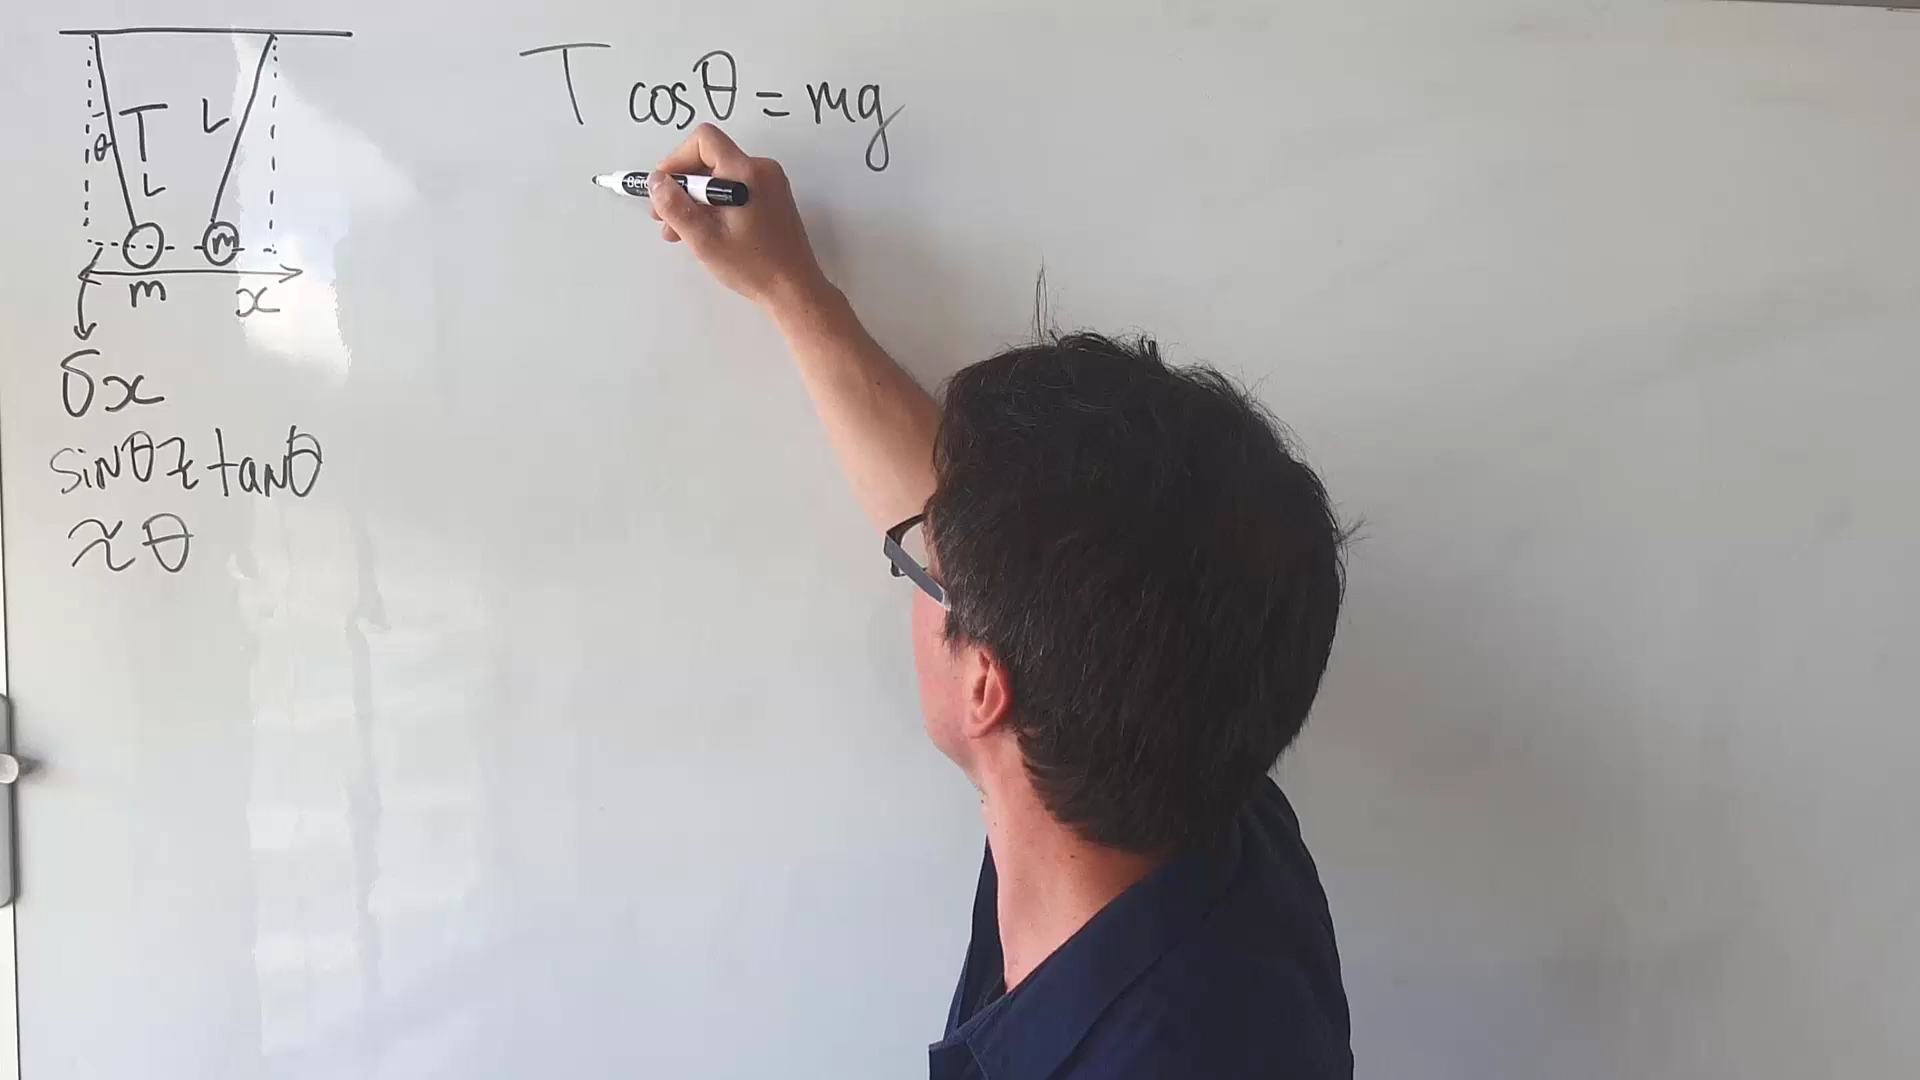 T cosθ = mg
θ
T
L
L
m
m
x
δx
sinθ ≈ tanθ
≈ θ